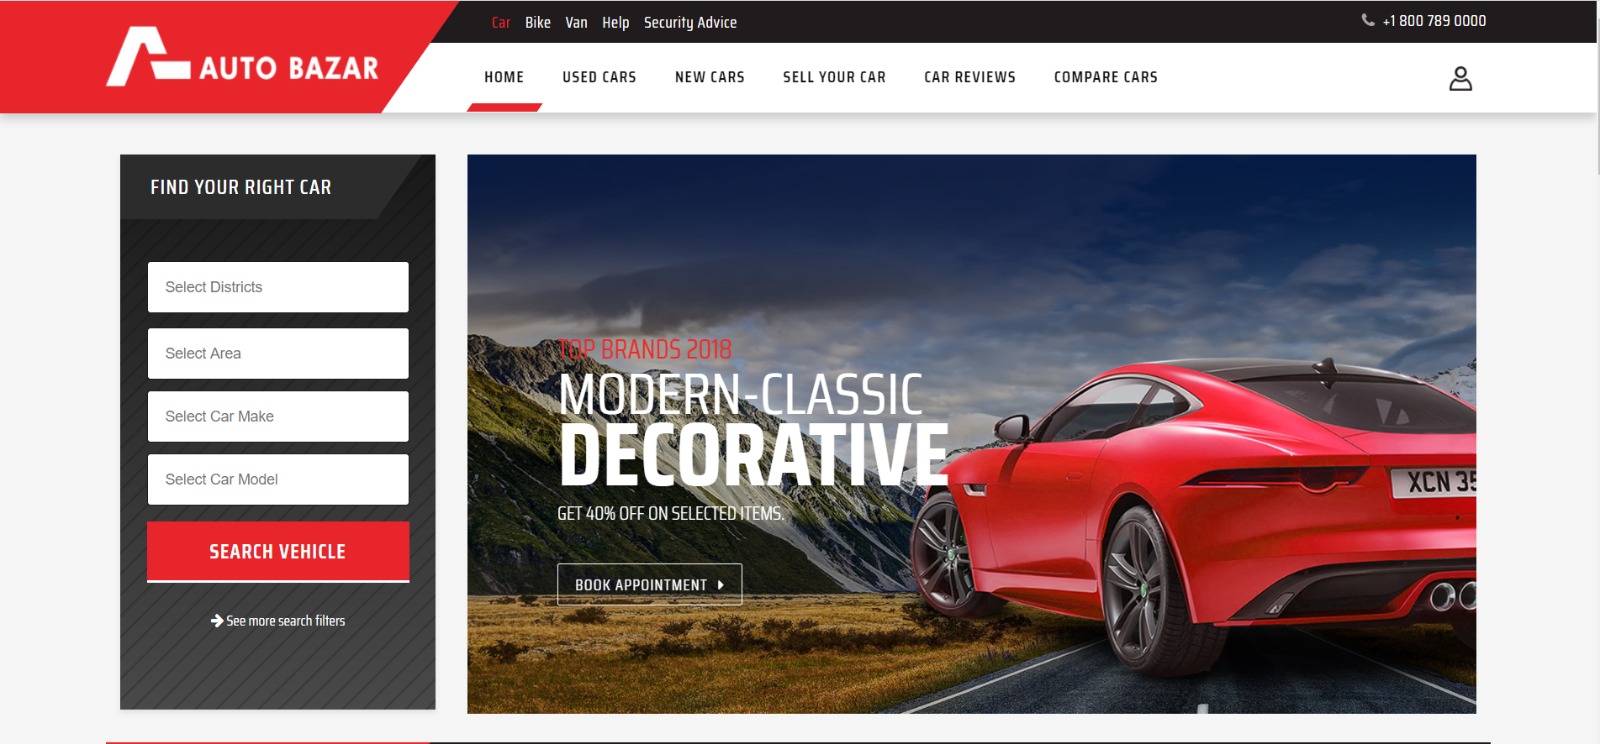 Car Bike Van Help Security Advice
+1 800 789 0000
AUTO BAZAR
HOME USED CARS NEW CARS SELL YOUR CAR CAR REVIEWS COMPARE CARS
FIND YOUR RIGHT CAR
Select Districts
Select Area
Select Car Make
Select Car Model
SEARCH VEHICLE
See more search filters
TOP BRANDS 2018
MODERN-CLASSIC
DECORATIVE
GET 40% OFF ON SELECTED ITEMS.
BOOK APPOINTMENT
XCN 35